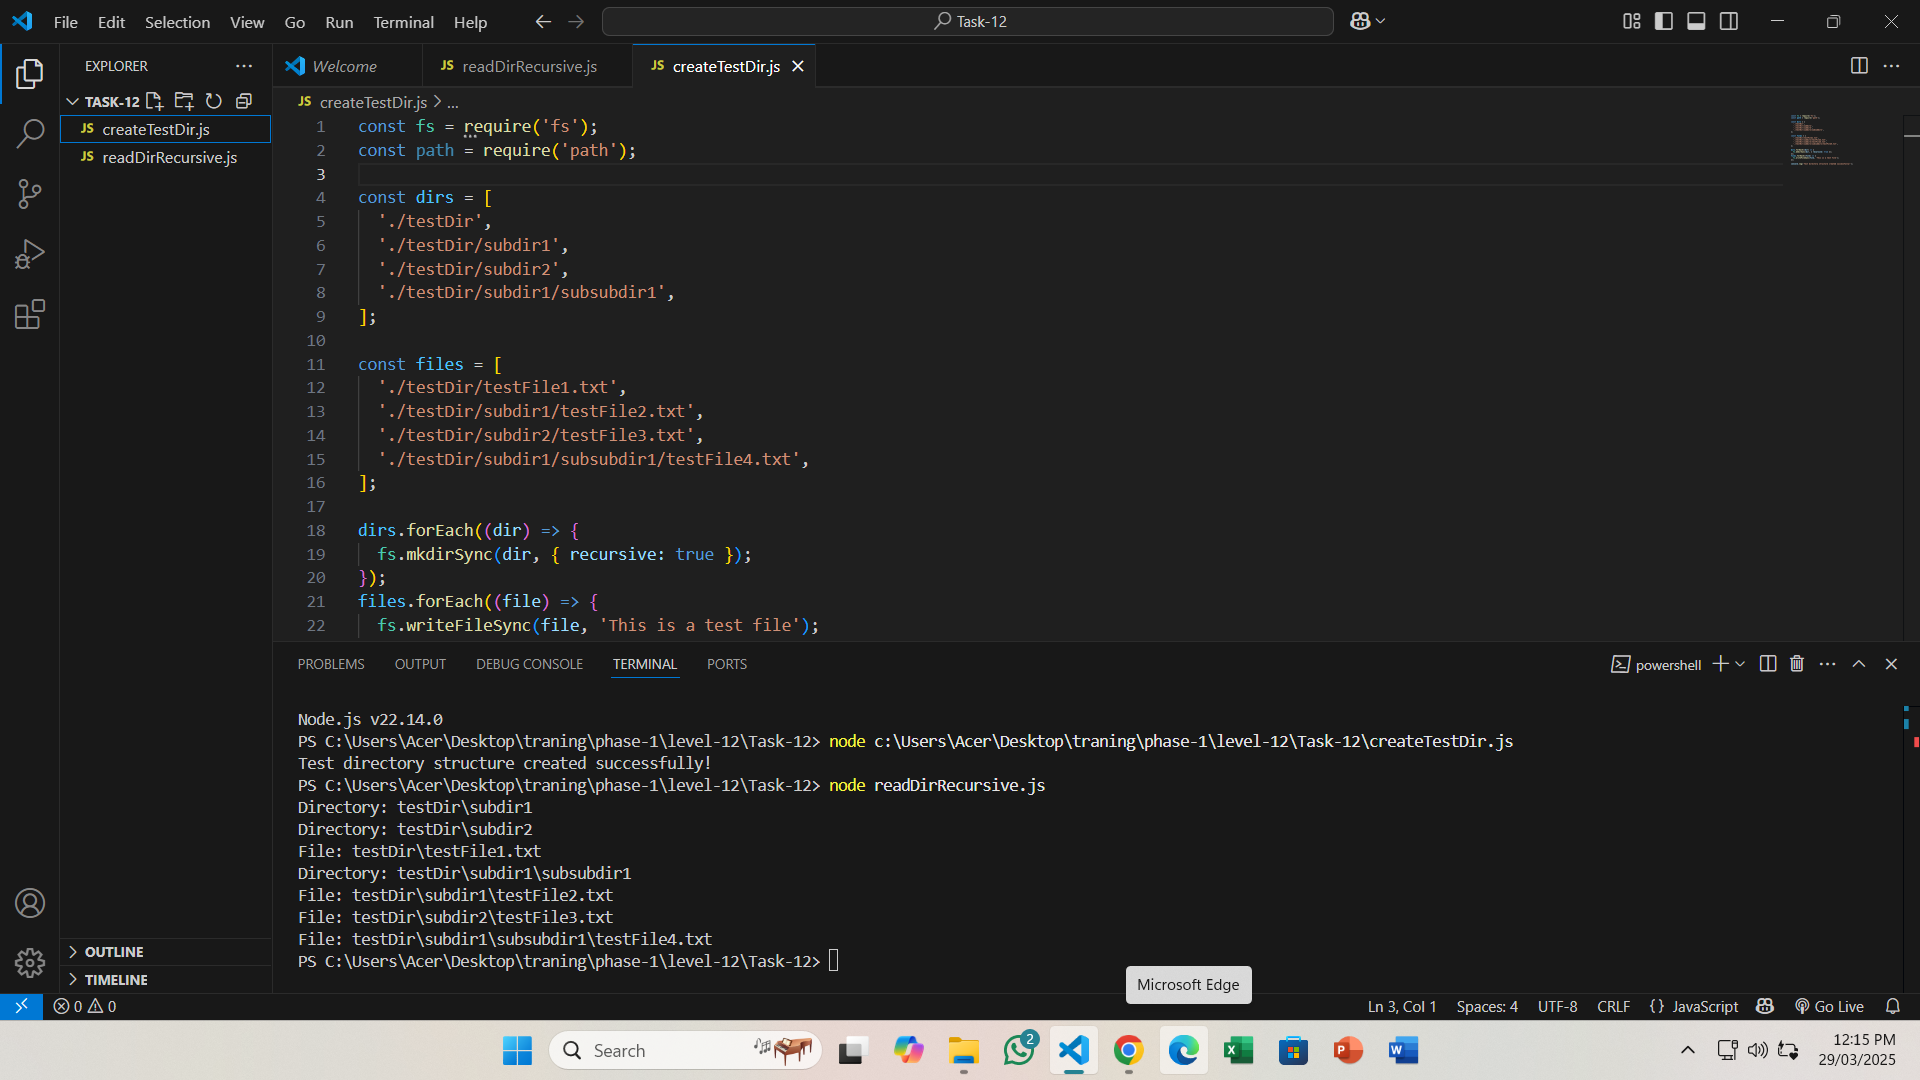 File Edit Selection View Go Run Terminal Help
Task-12
EXPLORER
TASK-12
JS createTestDir.js
JS readDirRecursive.js
OUTLINE
TIMELINE
Welcome
JS readDirRecursive.js
JS createTestDir.js
JS createTestDir.js > ...
1 const fs = require('fs');
2 const path = require('path');
3
4 const dirs = [
5 './testDir',
6 './testDir/subdir1',
7 './testDir/subdir2',
8 './testDir/subdir1/subsubdir1',
9 ];
10
11 const files = [
12 './testDir/testFile1.txt',
13 './testDir/subdir1/testFile2.txt',
14 './testDir/subdir2/testFile3.txt',
15 './testDir/subdir1/subsubdir1/testFile4.txt',
16 ];
17
18 dirs.forEach((dir) => {
19 fs.mkdirSync(dir, { recursive: true });
20 });
21 files.forEach((file) => {
22 fs.writeFileSync(file, 'This is a test file');
PROBLEMS OUTPUT DEBUG CONSOLE TERMINAL PORTS
powershell
Node.js v22.14.0
PS C:\Users\Acer\Desktop\traning\phase-1\level-12\Task-12> node c:\Users\Acer\Desktop\traning\phase-1\level-12\Task-12\createTestDir.js
Test directory structure created successfully!
PS C:\Users\Acer\Desktop\traning\phase-1\level-12\Task-12> node readDirRecursive.js
Directory: testDir\subdir1
Directory: testDir\subdir2
File: testDir\testFile1.txt
Directory: testDir\subdir1\subsubdir1
File: testDir\subdir1\testFile2.txt
File: testDir\subdir2\testFile3.txt
File: testDir\subdir1\subsubdir1\testFile4.txt
PS C:\Users\Acer\Desktop\traning\phase-1\level-12\Task-12>
Microsoft Edge
0 0
Ln 3, Col 1 Spaces: 4 UTF-8 CRLF {} JavaScript Go Live
Search
2
12:15 PM
29/03/2025